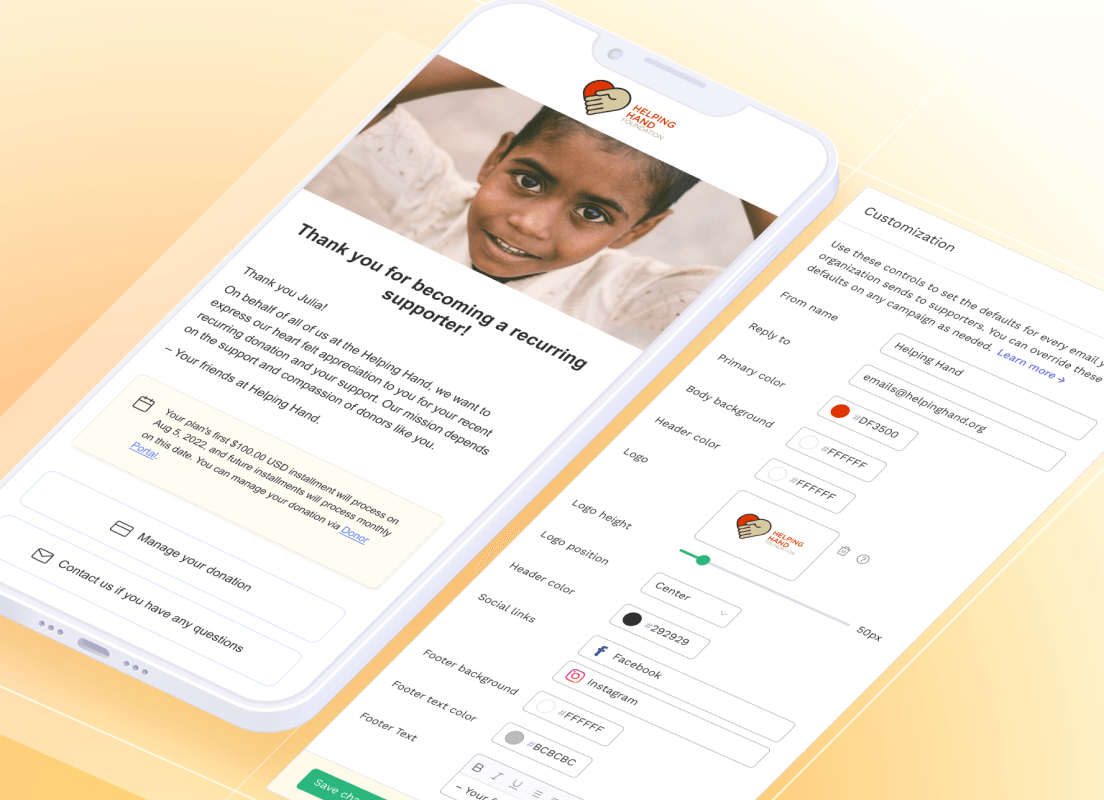 HELPING
HAND
FOUNDATION
Thank you for becoming a recurring
supporter!
Thank you Julia!
On behalf of all of us at the Helping Hand, we want to
express our heart felt appreciation to you for your recent
recurring donation and your support. Our mission depends
on the support and compassion of donors like you.
– Your friends at Helping Hand.
Your plan's first $100.00 USD installment will process on
Aug 5, 2022, and future installments will process monthly
on this date. You can manage your donation via Donor
Portal.
Manage your donation
Contact us if you have any questions
Customization
Use these controls to set the defaults for every email
organization sends to supporters. You can override these
defaults on any campaign as needed. Learn more →
From name
Helping Hand
Reply to
emails@helpinghand.org
Primary color
#DF3500
Body background
#FFFFFF
Header color
#FFFFFF
Logo
HELPING
HAND
FOUNDATION
Logo height
50px
Logo position
Center
Header color
#292929
Social links
Facebook
Instagram
Footer background
#FFFFFF
Footer text color
#BCBCBC
Footer Text
B I U
– Your
Save